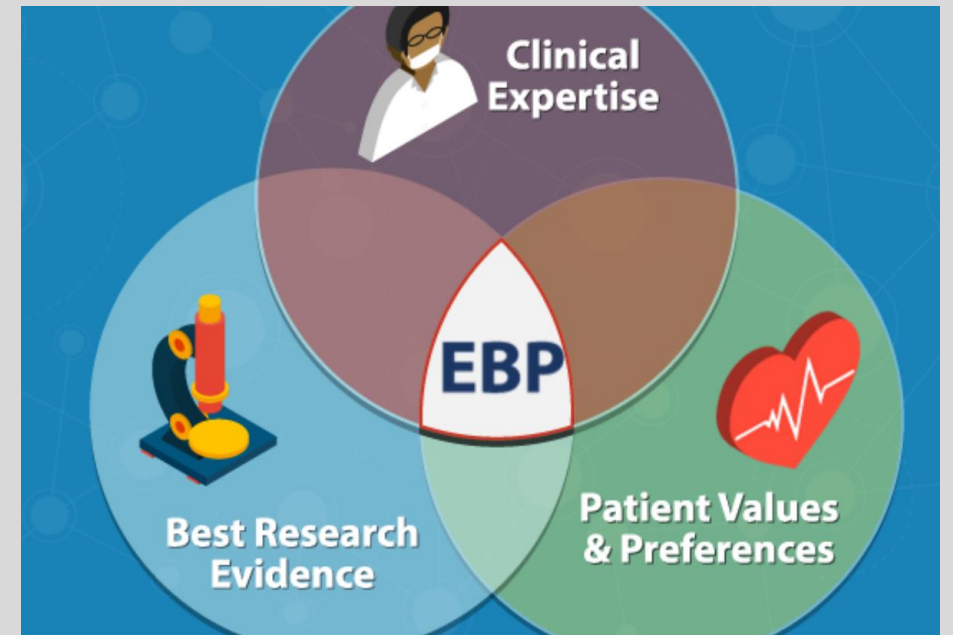 Clinical
Expertise
EBP
Best Research
Evidence
Patient Values
& Preferences